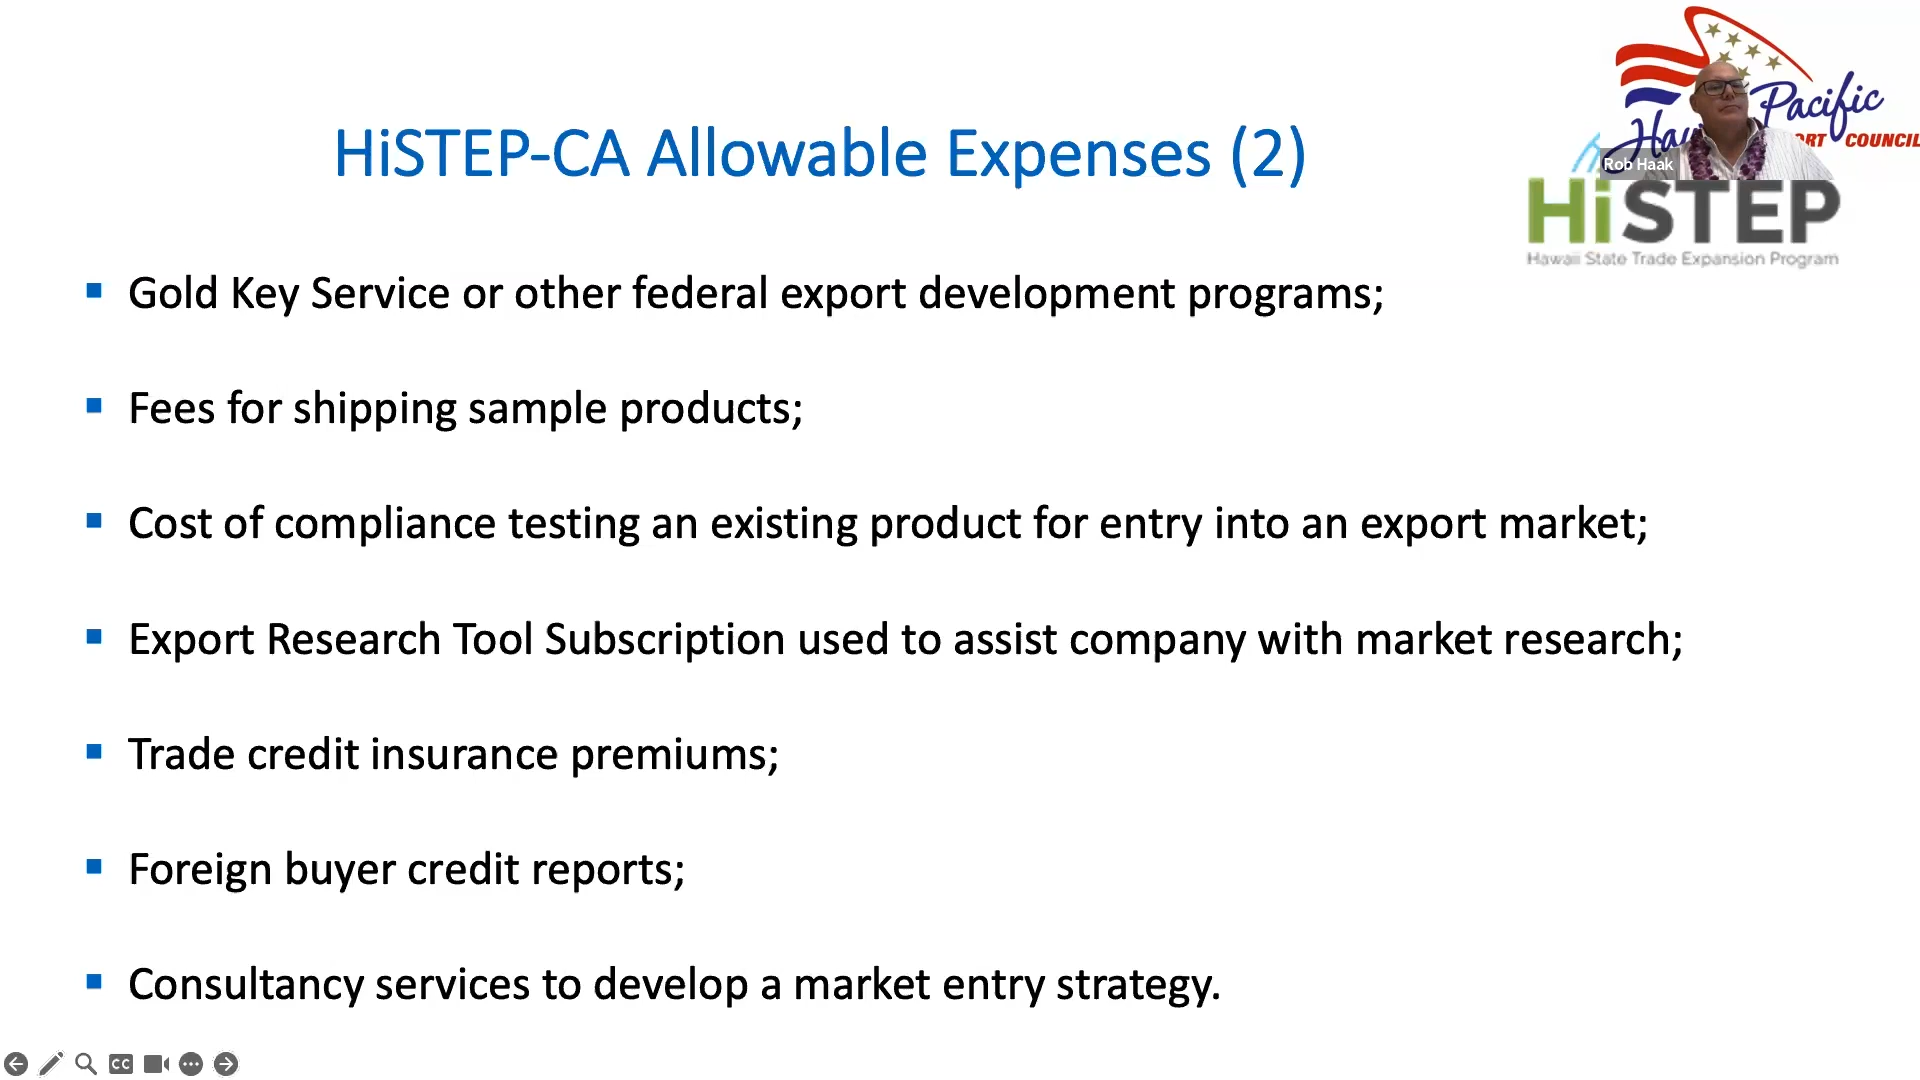 Pacific
COUNCIL
Rob Haak
HiSTEP
Hawaii State Trade Expansion Program
HiSTEP-CA Allowable Expenses (2)
▪ Gold Key Service or other federal export development programs;
▪ Fees for shipping sample products;
▪ Cost of compliance testing an existing product for entry into an export market;
▪ Export Research Tool Subscription used to assist company with market research;
▪ Trade credit insurance premiums;
▪ Foreign buyer credit reports;
▪ Consultancy services to develop a market entry strategy.
CC